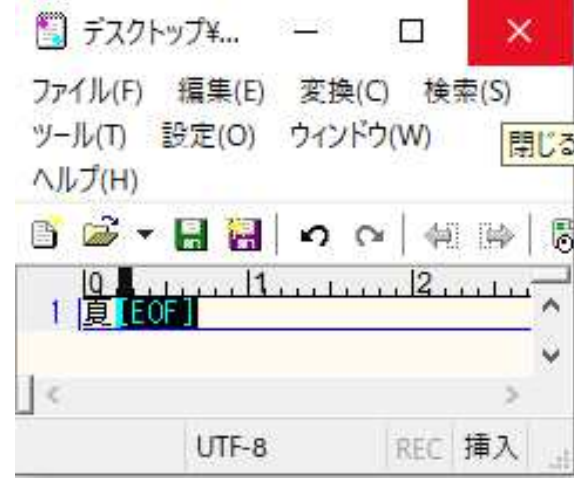 デスクトップ¥...
ファイル(F) 編集(E) 変換(C) 検索(S)
ツール(T) 設定(O) ウィンドウ(W)
閉じる
ヘルプ(H)
0 1 2
1 夏[EOF]
UTF-8 REC 挿入